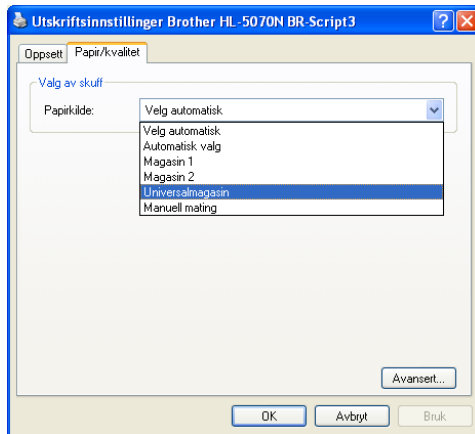 Utskriftsinnstillinger Brother HL-5070N BR-Script3
Oppsett Papir/kvalitet
Valg av skuff
Papirkilde: Velg automatisk
Velg automatisk
Automatisk valg
Magasin 1
Magasin 2
Universalmagasin
Manuell mating
Avansert...
OK Avbryt Bruk